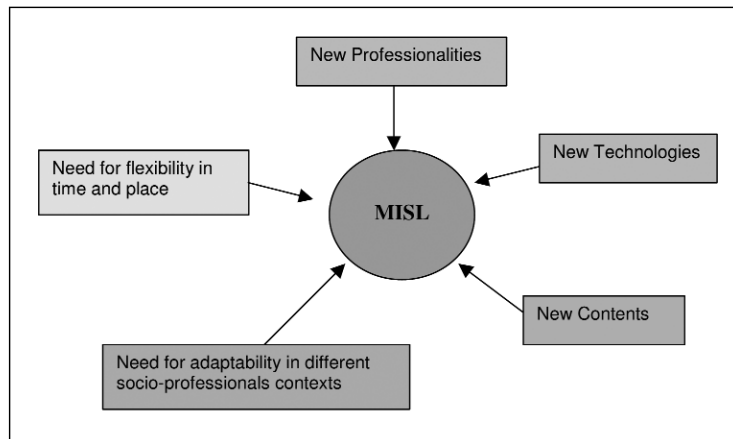 New Professionalities
New Technologies
Need for flexibility in
time and place
MISL
New Contents
Need for adaptability in different
socio-professionals contexts